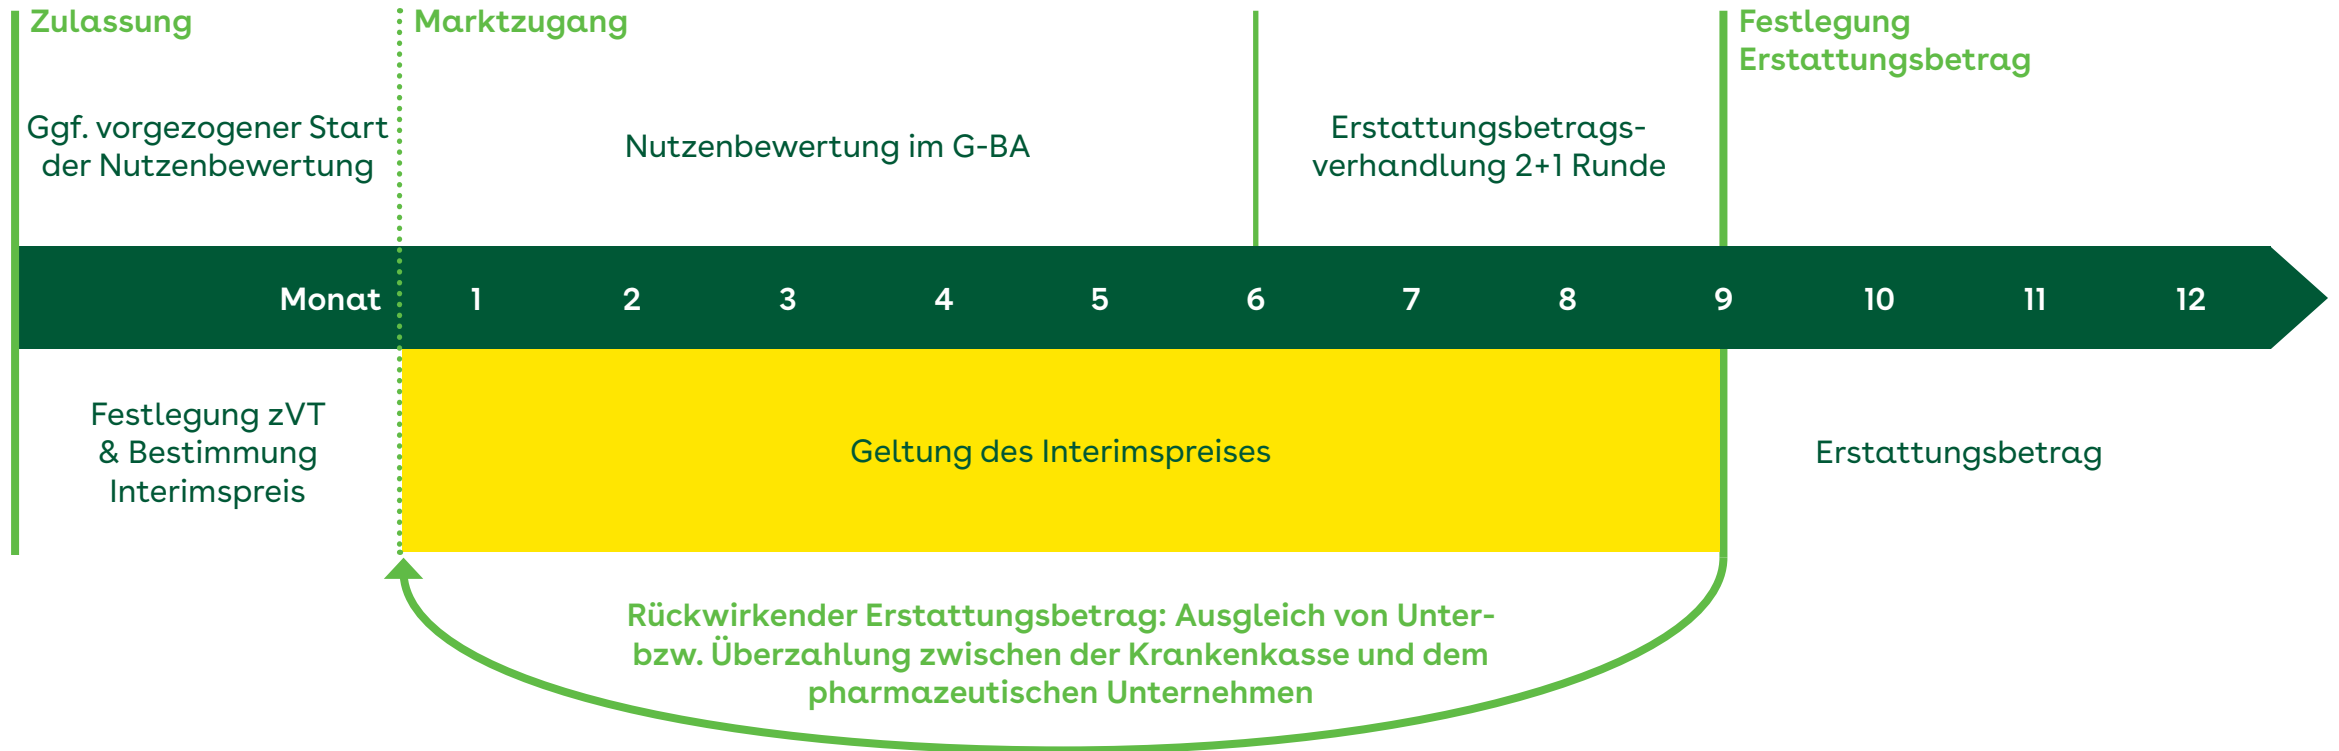 Zulassung
Marktzugang
Festlegung
Erstattungsbetrag
Ggf. vorgezogener Start
der Nutzenbewertung
Nutzenbewertung im G-BA
Erstattungsbetrags-
verhandlung 2+1 Runde
Monat 1 2 3 4 5 6 7 8 9 10 11 12
Festlegung zVT
& Bestimmung
Interimspreis
Geltung des Interimspreises
Erstattungsbetrag
Rückwirkender Erstattungsbetrag: Ausgleich von Unter-
bzw. Überzahlung zwischen der Krankenkasse und dem
pharmazeutischen Unternehmen